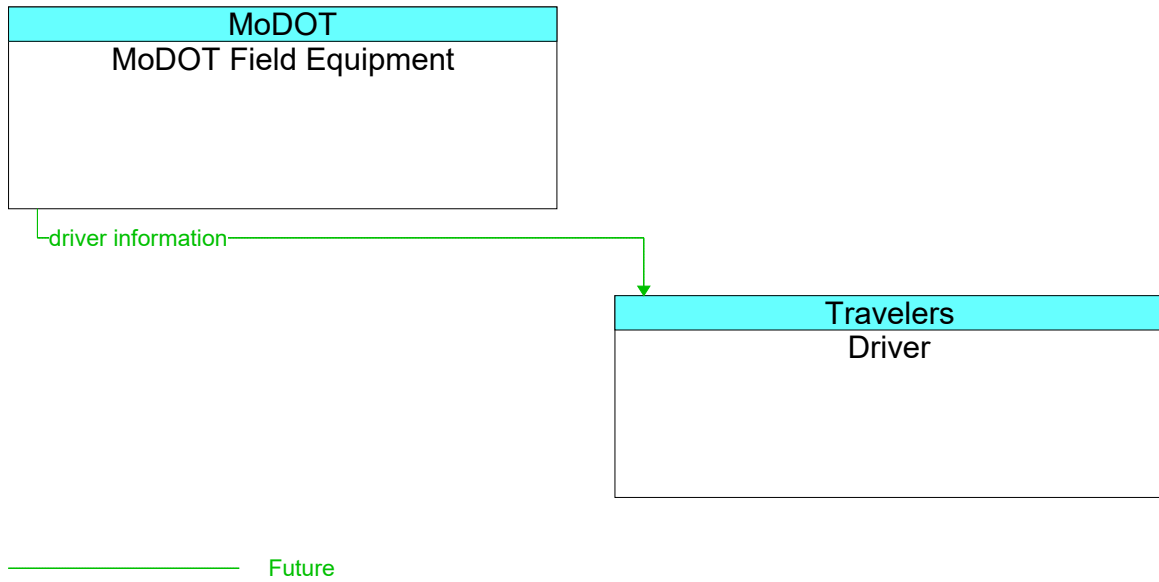 MoDOT
MoDOT Field Equipment
driver information
Travelers
Driver
Future